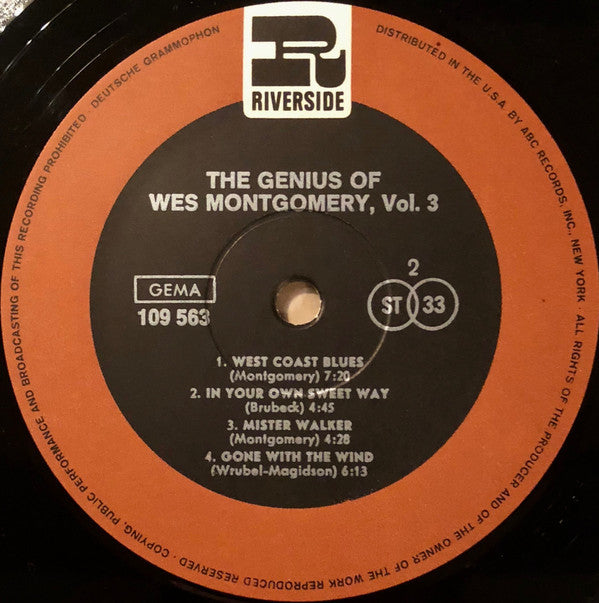 R
RIVERSIDE
THE GENIUS OF
WES MONTGOMERY, Vol. 3
GEMA
109 563
2
ST 33
1. WEST COAST BLUES
(Montgomery) 7:20
2. IN YOUR OWN SWEET WAY
(Brubeck) 4:45
3. MISTER WALKER
(Montgomery) 4:28
4. GONE WITH THE WIND
(Wrubel-Magidson) 6:13
DEUTSCHE GRAMMOPHON
DISTRIBUTED IN THE U.S.A. BY ABC RECORDS, INC., NEW YORK · ALL RIGHTS OF THE PRODUCER AND OF THE OWNER OF THE WORK REPRODUCED RESERVED · COPYING, PUBLIC PERFORMANCE AND BROADCASTING OF THIS RECORDING PROHIBITED ·